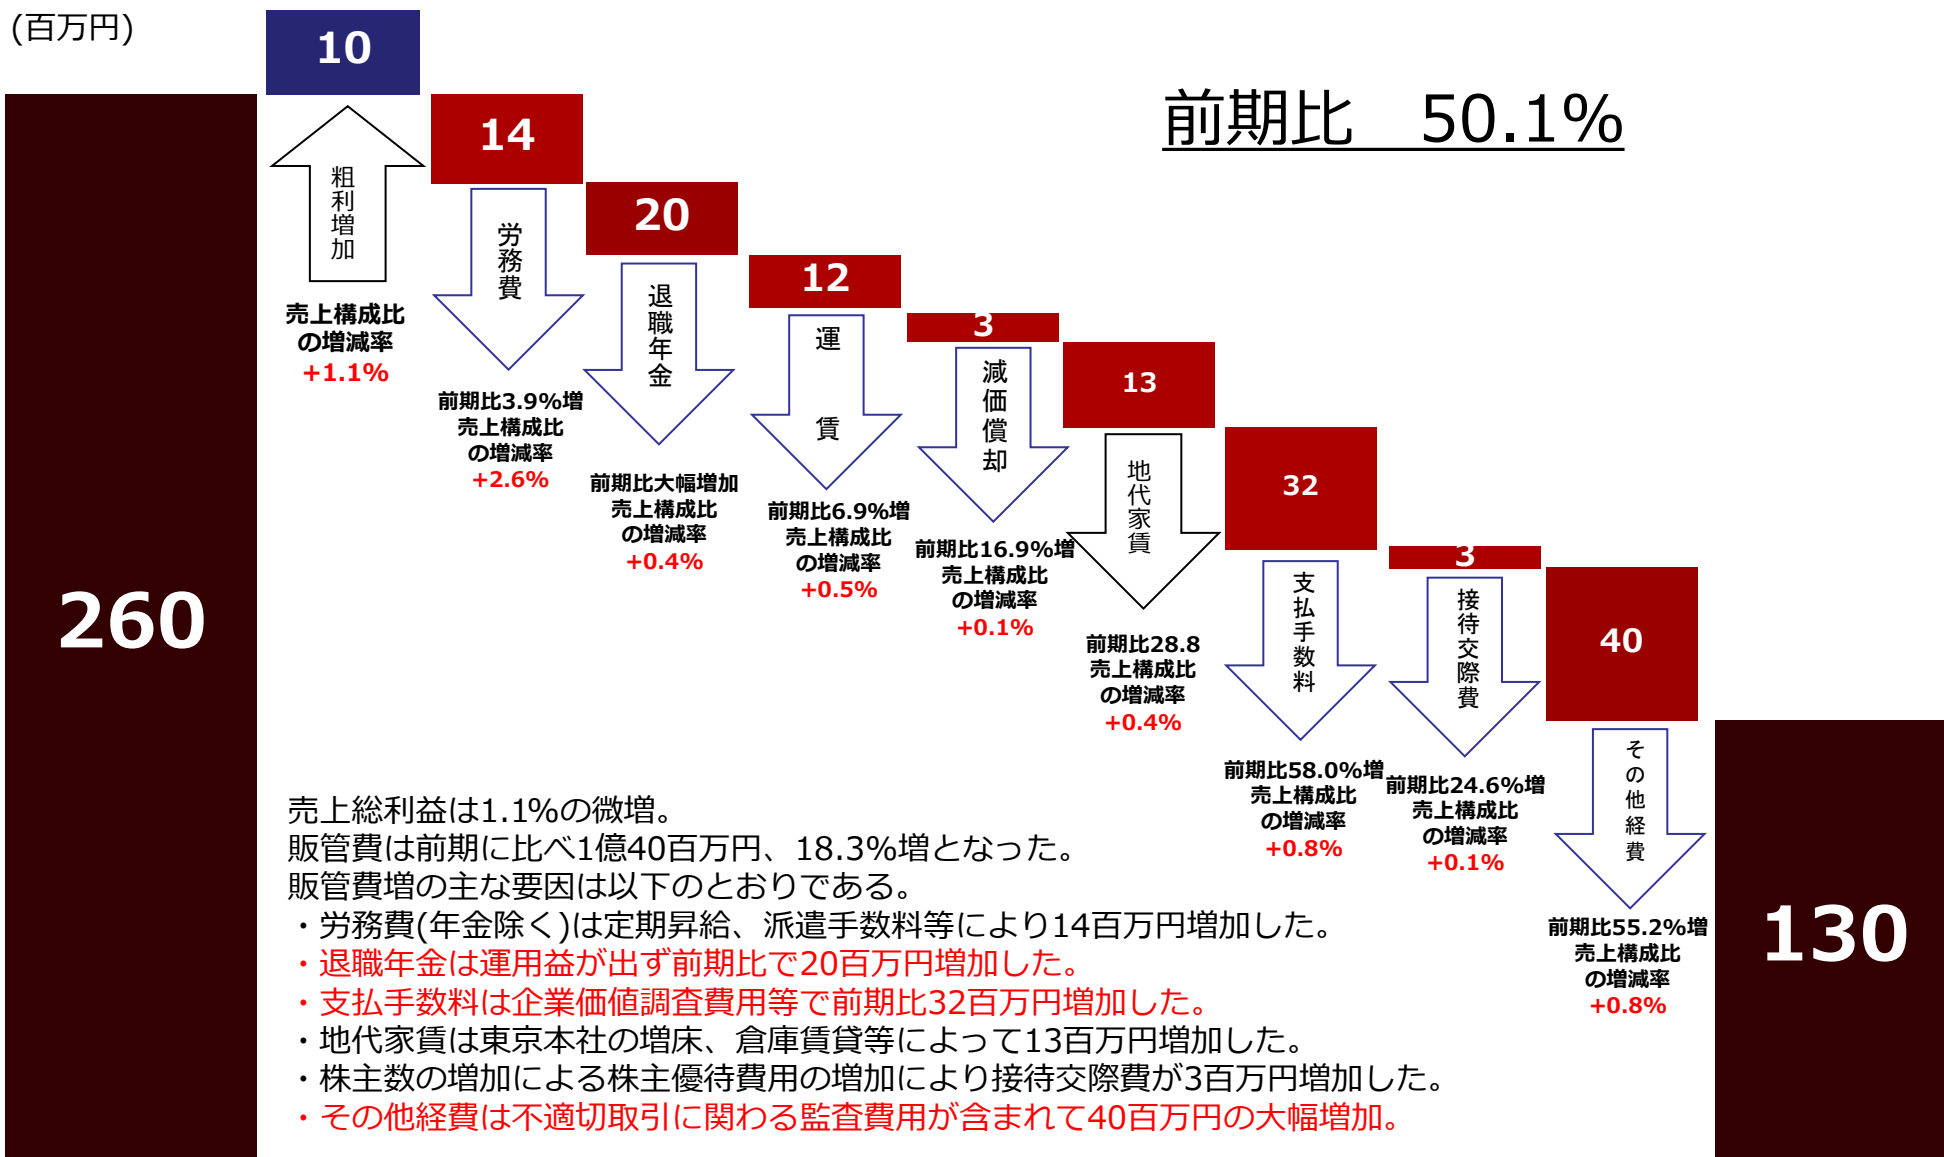 (百万円)
10
前期比　50.1%
260
粗利増加
売上構成比
の増減率
+1.1%
14
労務費
前期比3.9%増
売上構成比
の増減率
+2.6%
20
退職年金
前期比大幅増加
売上構成比
の増減率
+0.4%
12
運賃
前期比6.9%増
売上構成比
の増減率
+0.5%
3
減価償却
前期比16.9%増
売上構成比
の増減率
+0.1%
13
地代家賃
前期比28.8
売上構成比
の増減率
+0.4%
32
支払手数料
前期比58.0%増
売上構成比
の増減率
+0.8%
3
接待交際費
前期比24.6%増
売上構成比
の増減率
+0.1%
40
その他経費
前期比55.2%増
売上構成比
の増減率
+0.8%
130
売上総利益は1.1%の微増。
販管費は前期に比べ1億40百万円、18.3%増となった。
販管費増の主な要因は以下のとおりである。
・労務費(年金除く)は定期昇給、派遣手数料等により14百万円増加した。
・退職年金は運用益が出ず前期比で20百万円増加した。
・支払手数料は企業価値調査費用等で前期比32百万円増加した。
・地代家賃は東京本社の増床、倉庫賃貸等によって13百万円増加した。
・株主数の増加による株主優待費用の増加により接待交際費が3百万円増加した。
・その他経費は不適切取引に関わる監査費用が含まれて40百万円の大幅増加。